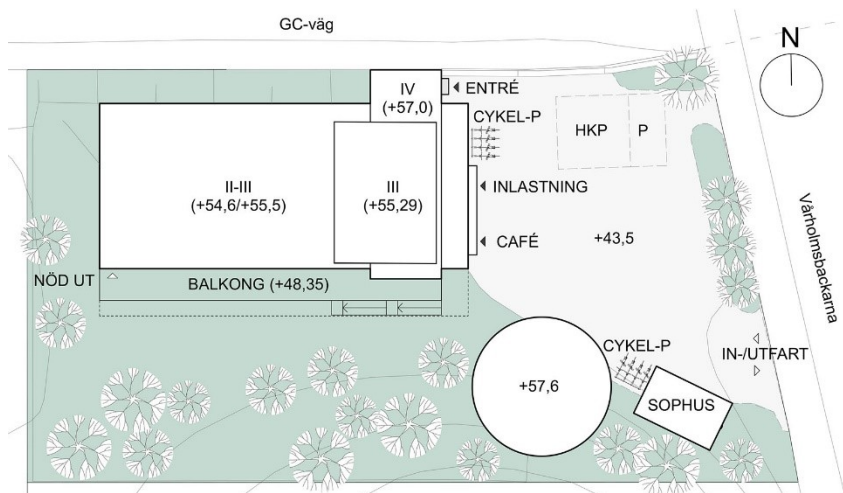 GC-väg
N
IV
(+57,0)
ENTRÉ
CYKEL-P
HKP
P
II-III
(+54,6/+55,5)
III
(+55,29)
INLASTNING
CAFÉ
+43,5
Vårholmsbackarna
NÖD UT
BALKONG (+48,35)
CYKEL-P
IN-/UTFART
+57,6
SOPHUS